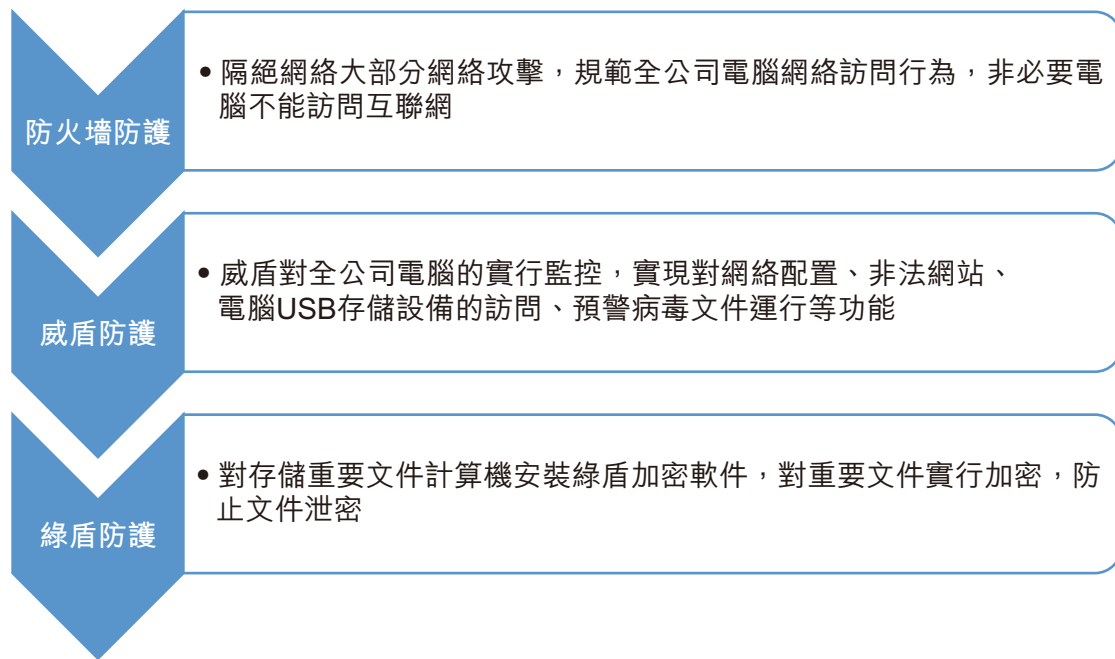 防火墻防護
• 隔絕網絡大部分網絡攻擊，規範全公司電腦網絡訪問行為，非必要電
腦不能訪問互聯網
威盾防護
• 威盾對全公司電腦的實行監控，實現對網絡配置、非法網站、
電腦USB存儲設備的訪問、預警病毒文件運行等功能
綠盾防護
• 對存儲重要文件計算機安裝綠盾加密軟件，對重要文件實行加密，防
止文件泄密